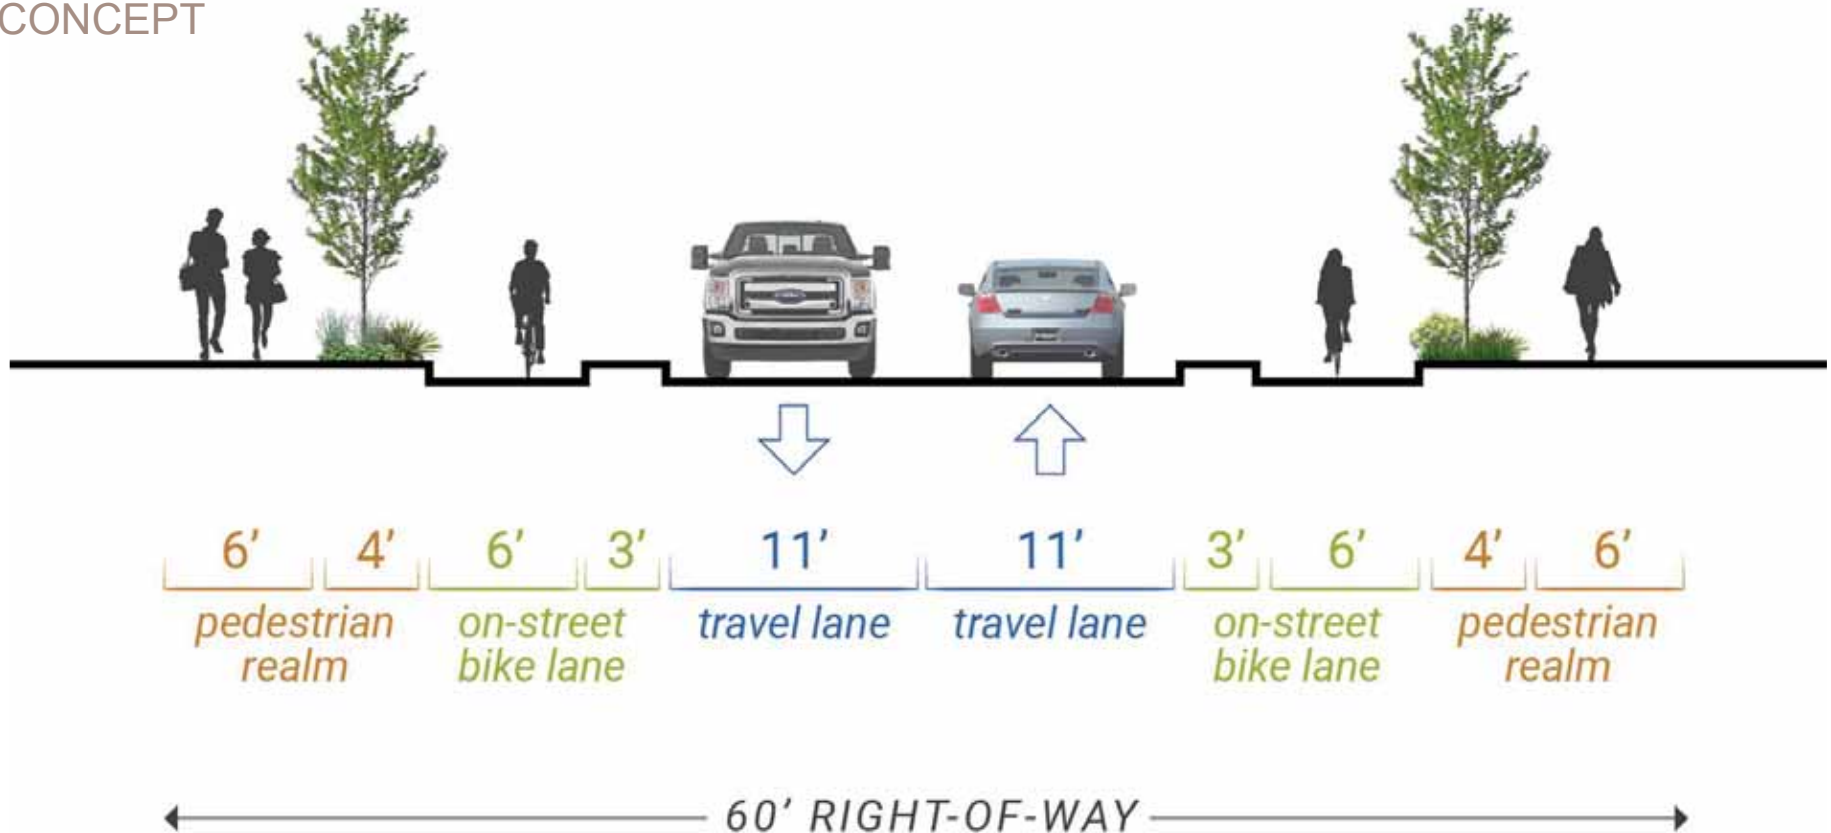 CONCEPT
6’ 4’ 6’ 3’ 11’ 11’ 3’ 6’ 4’ 6’
pedestrian realm
on-street bike lane
travel lane
travel lane
on-street bike lane
pedestrian realm
60’ RIGHT-OF-WAY